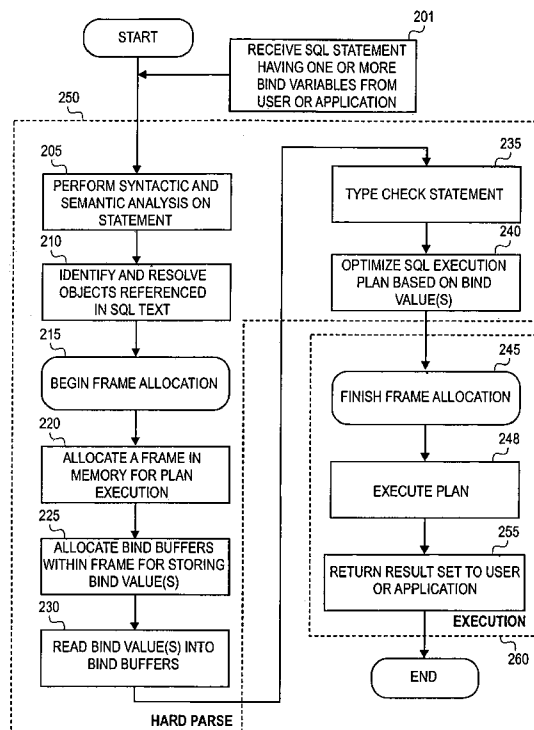 START
201
RECEIVE SQL STATEMENT
HAVING ONE OR MORE
BIND VARIABLES FROM
USER OR APPLICATION
250
205
PERFORM SYNTACTIC AND
SEMANTIC ANALYSIS ON
STATEMENT
210
IDENTIFY AND RESOLVE
OBJECTS REFERENCED
IN SQL TEXT
215
BEGIN FRAME ALLOCATION
220
ALLOCATE A FRAME IN
MEMORY FOR PLAN
EXECUTION
225
ALLOCATE BIND BUFFERS
WITHIN FRAME FOR STORING
BIND VALUE(S)
230
READ BIND VALUE(S) INTO
BIND BUFFERS
HARD PARSE
235
TYPE CHECK STATEMENT
240
OPTIMIZE SQL EXECUTION
PLAN BASED ON BIND
VALUE(S)
245
FINISH FRAME ALLOCATION
248
EXECUTE PLAN
255
RETURN RESULT SET TO USER
OR APPLICATION
EXECUTION
260
END